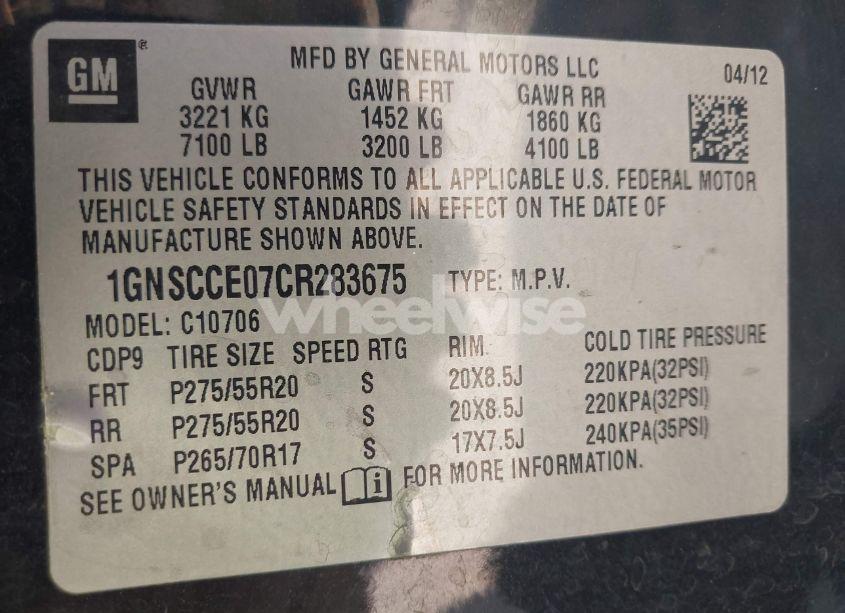 GM®
MFD BY GENERAL MOTORS LLC
04/12
GVWR GAWR FRT GAWR RR
3221 KG 1452 KG 1860 KG
7100 LB 3200 LB 4100 LB
THIS VEHICLE CONFORMS TO ALL APPLICABLE U.S. FEDERAL MOTOR
VEHICLE SAFETY STANDARDS IN EFFECT ON THE DATE OF
MANUFACTURE SHOWN ABOVE.
1GNSCCE07CR283675 TYPE: M.P.V.
wheelwise
MODEL: C10706
CDP9 TIRE SIZE SPEED RTG RIM COLD TIRE PRESSURE
FRT P275/55R20 S 20X8.5J 220KPA(32PSI)
RR P275/55R20 S 20X8.5J 220KPA(32PSI)
SPA P265/70R17 S 17X7.5J 240KPA(35PSI)
SEE OWNER'S MANUAL i FOR MORE INFORMATION.